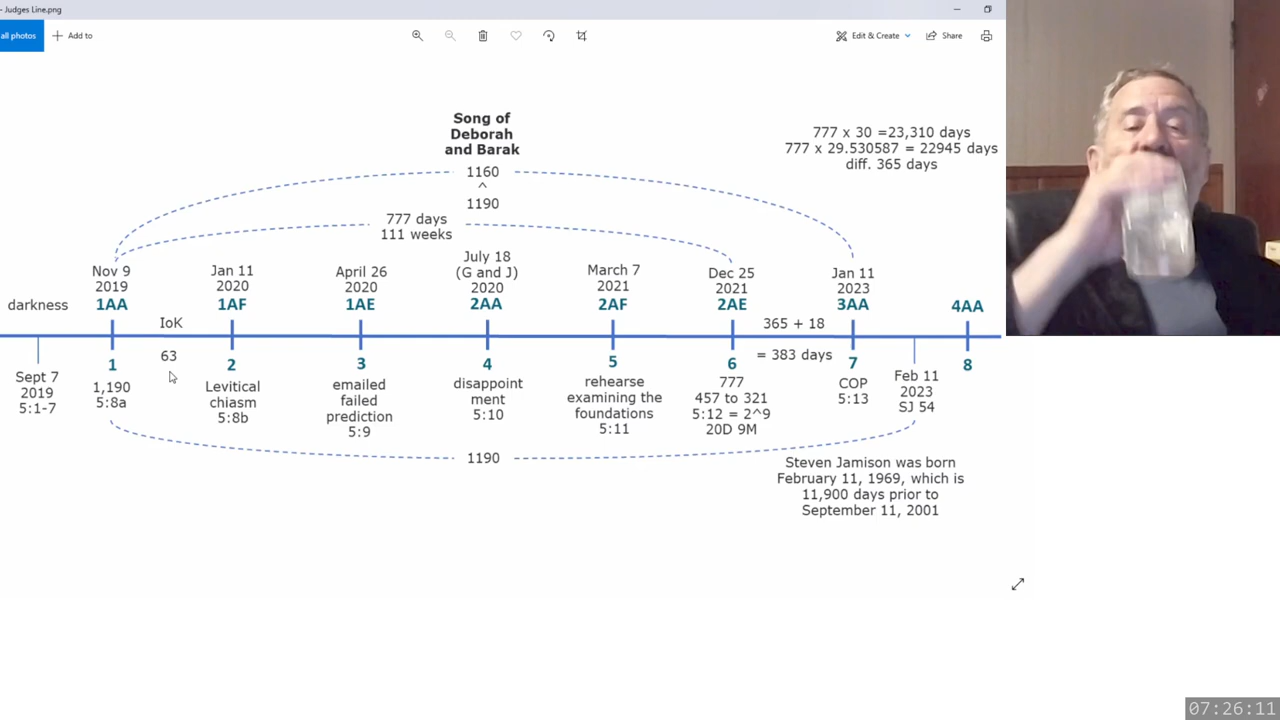 - Judges Line.png
all photos
Add to
Edit & Create
Share
Song of
Deborah
and Barak
1160
^
1190
777 x 30 =23,310 days
777 x 29.530587 = 22945 days
diff. 365 days
777 days
111 weeks
darkness
Nov 9
2019
1AA
Jan 11
2020
1AF
April 26
2020
1AE
July 18
(G and J)
2020
2AA
March 7
2021
2AF
Dec 25
2021
2AE
Jan 11
2023
3AA
4AA
IoK
365 + 18
63
= 383 days
Sept 7
2019
5:1-7
1
1,190
5:8a
2
Levitical
chiasm
5:8b
3
emailed
failed
prediction
5:9
4
disappoint
ment
5:10
5
rehearse
examining the
foundations
5:11
6
777
457 to 321
5:12 = 2^9
20D 9M
7
COP
5:13
Feb 11
2023
SJ 54
8
1190
Steven Jamison was born
February 11, 1969, which is
11,900 days prior to
September 11, 2001
07:26:11